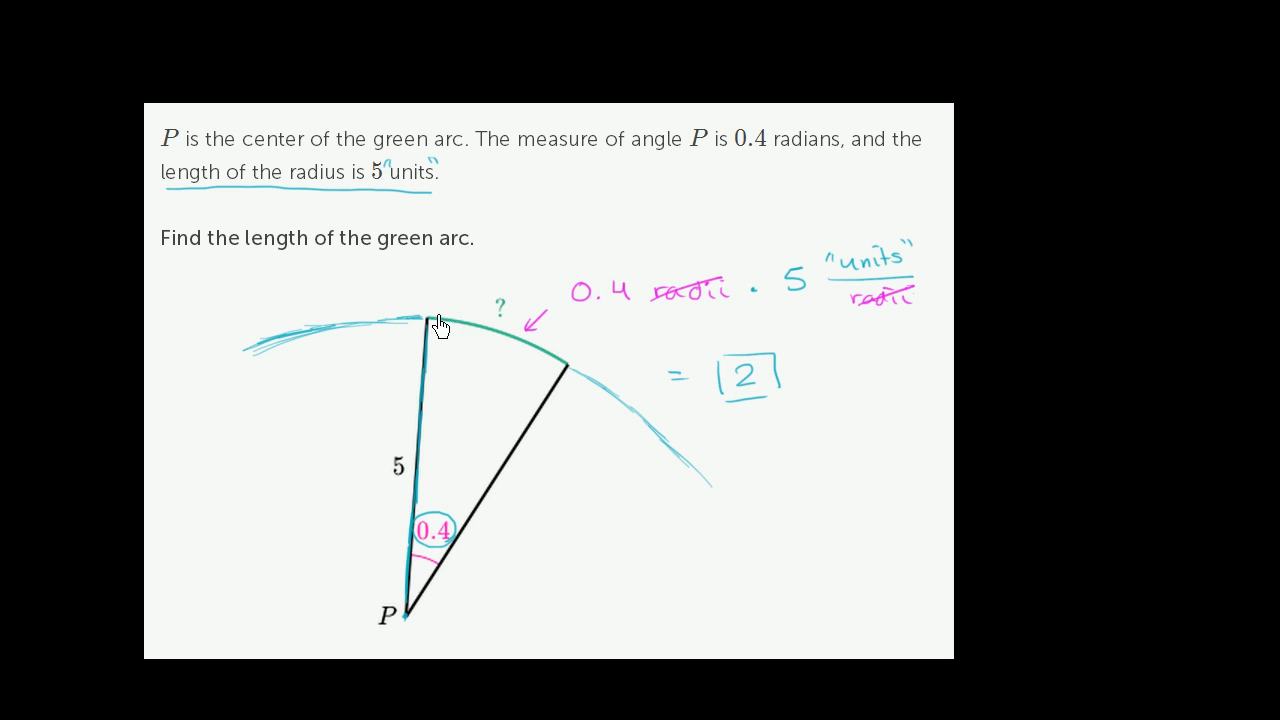 P is the center of the green arc. The measure of angle P is 0.4 radians, and the
length of the radius is 5 "units".
Find the length of the green arc.
0.4 radii · 5 "units"
radii
?
= 2
5
0.4
P